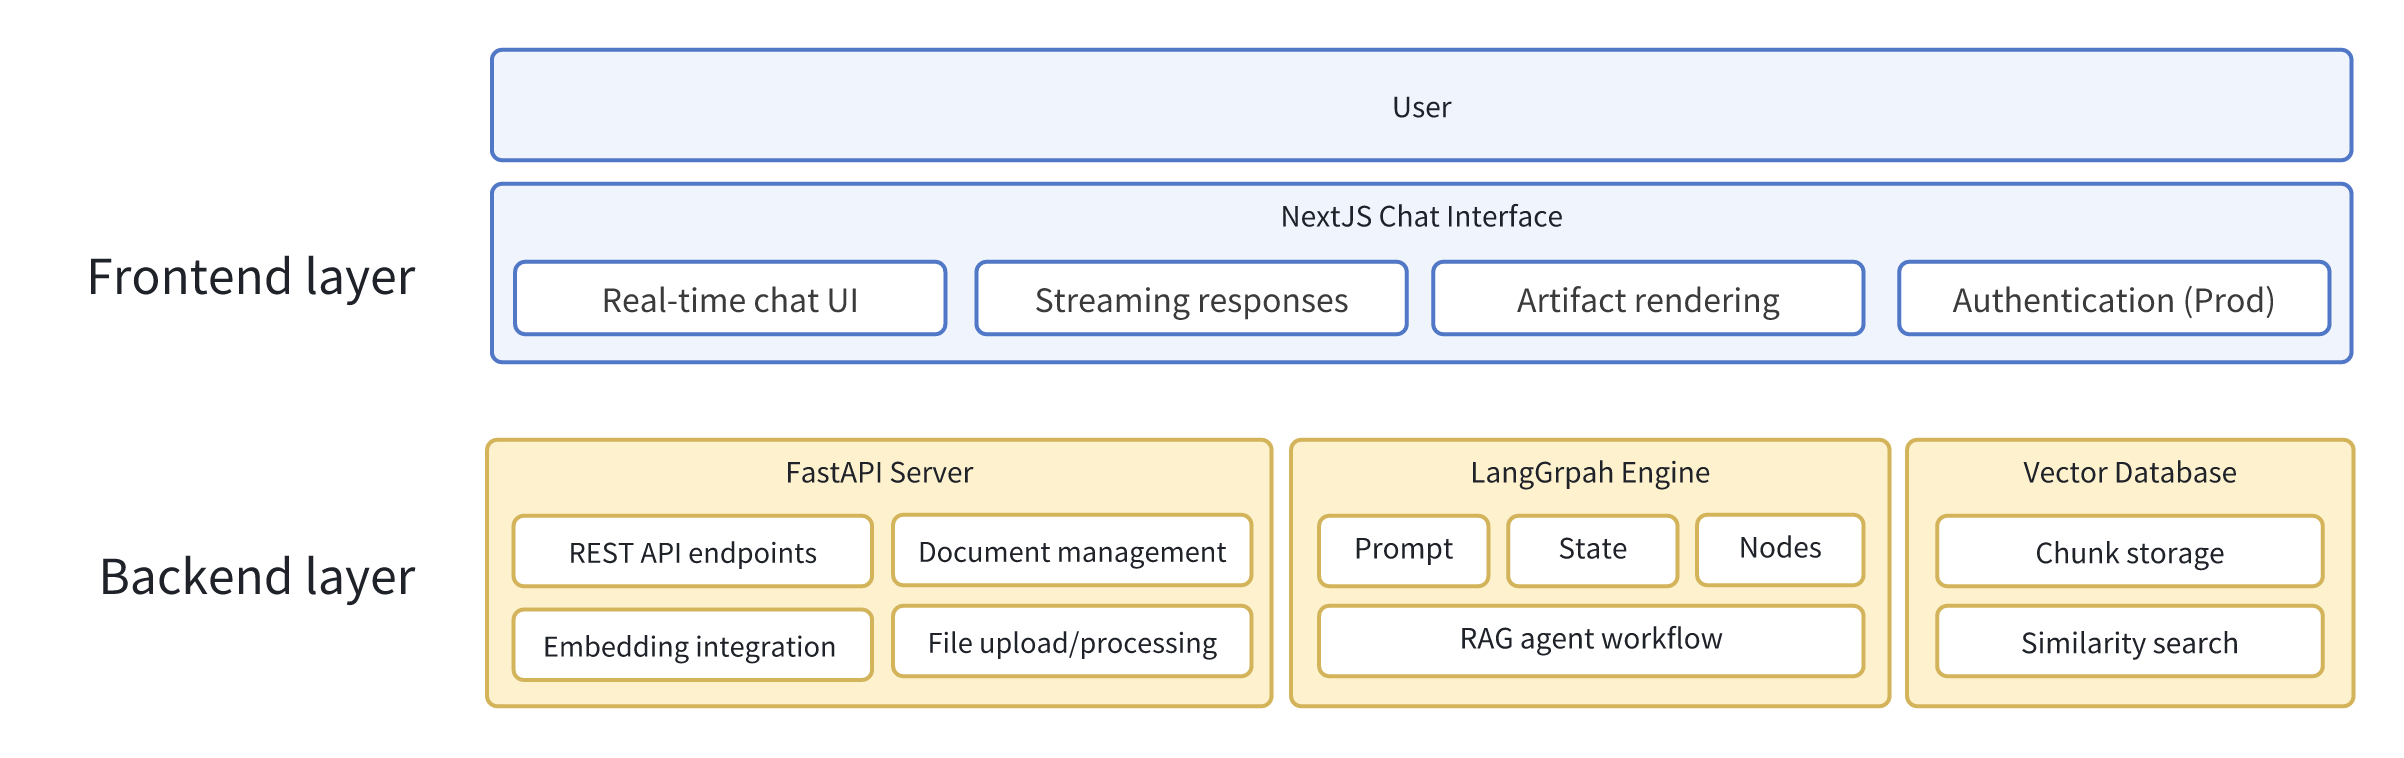 User
Frontend layer
NextJS Chat Interface
Real-time chat UI
Streaming responses
Artifact rendering
Authentication (Prod)
Backend layer
FastAPI Server
REST API endpoints
Document management
Embedding integration
File upload/processing
LangGrpah Engine
Prompt
State
Nodes
RAG agent workflow
Vector Database
Chunk storage
Similarity search